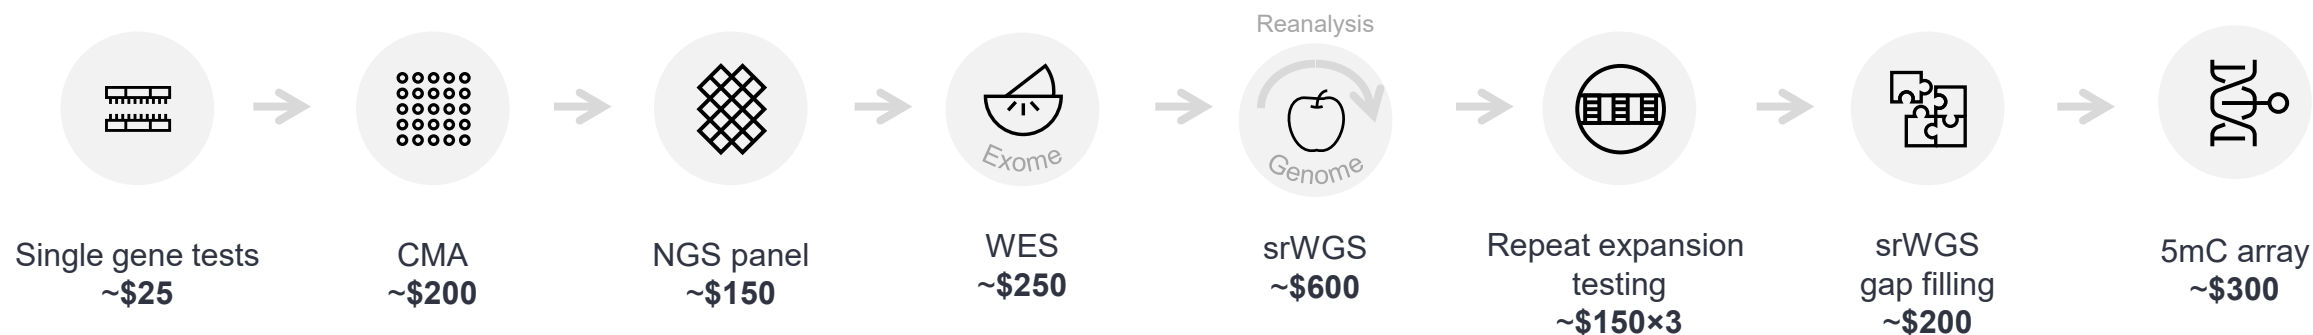 Single gene tests
~$25
CMA
~$200
NGS panel
~$150
Exome
WES
~$250
Reanalysis
Genome
srWGS
~$600
Repeat expansion
testing
~$150×3
srWGS
gap filling
~$200
5mC array
~$300